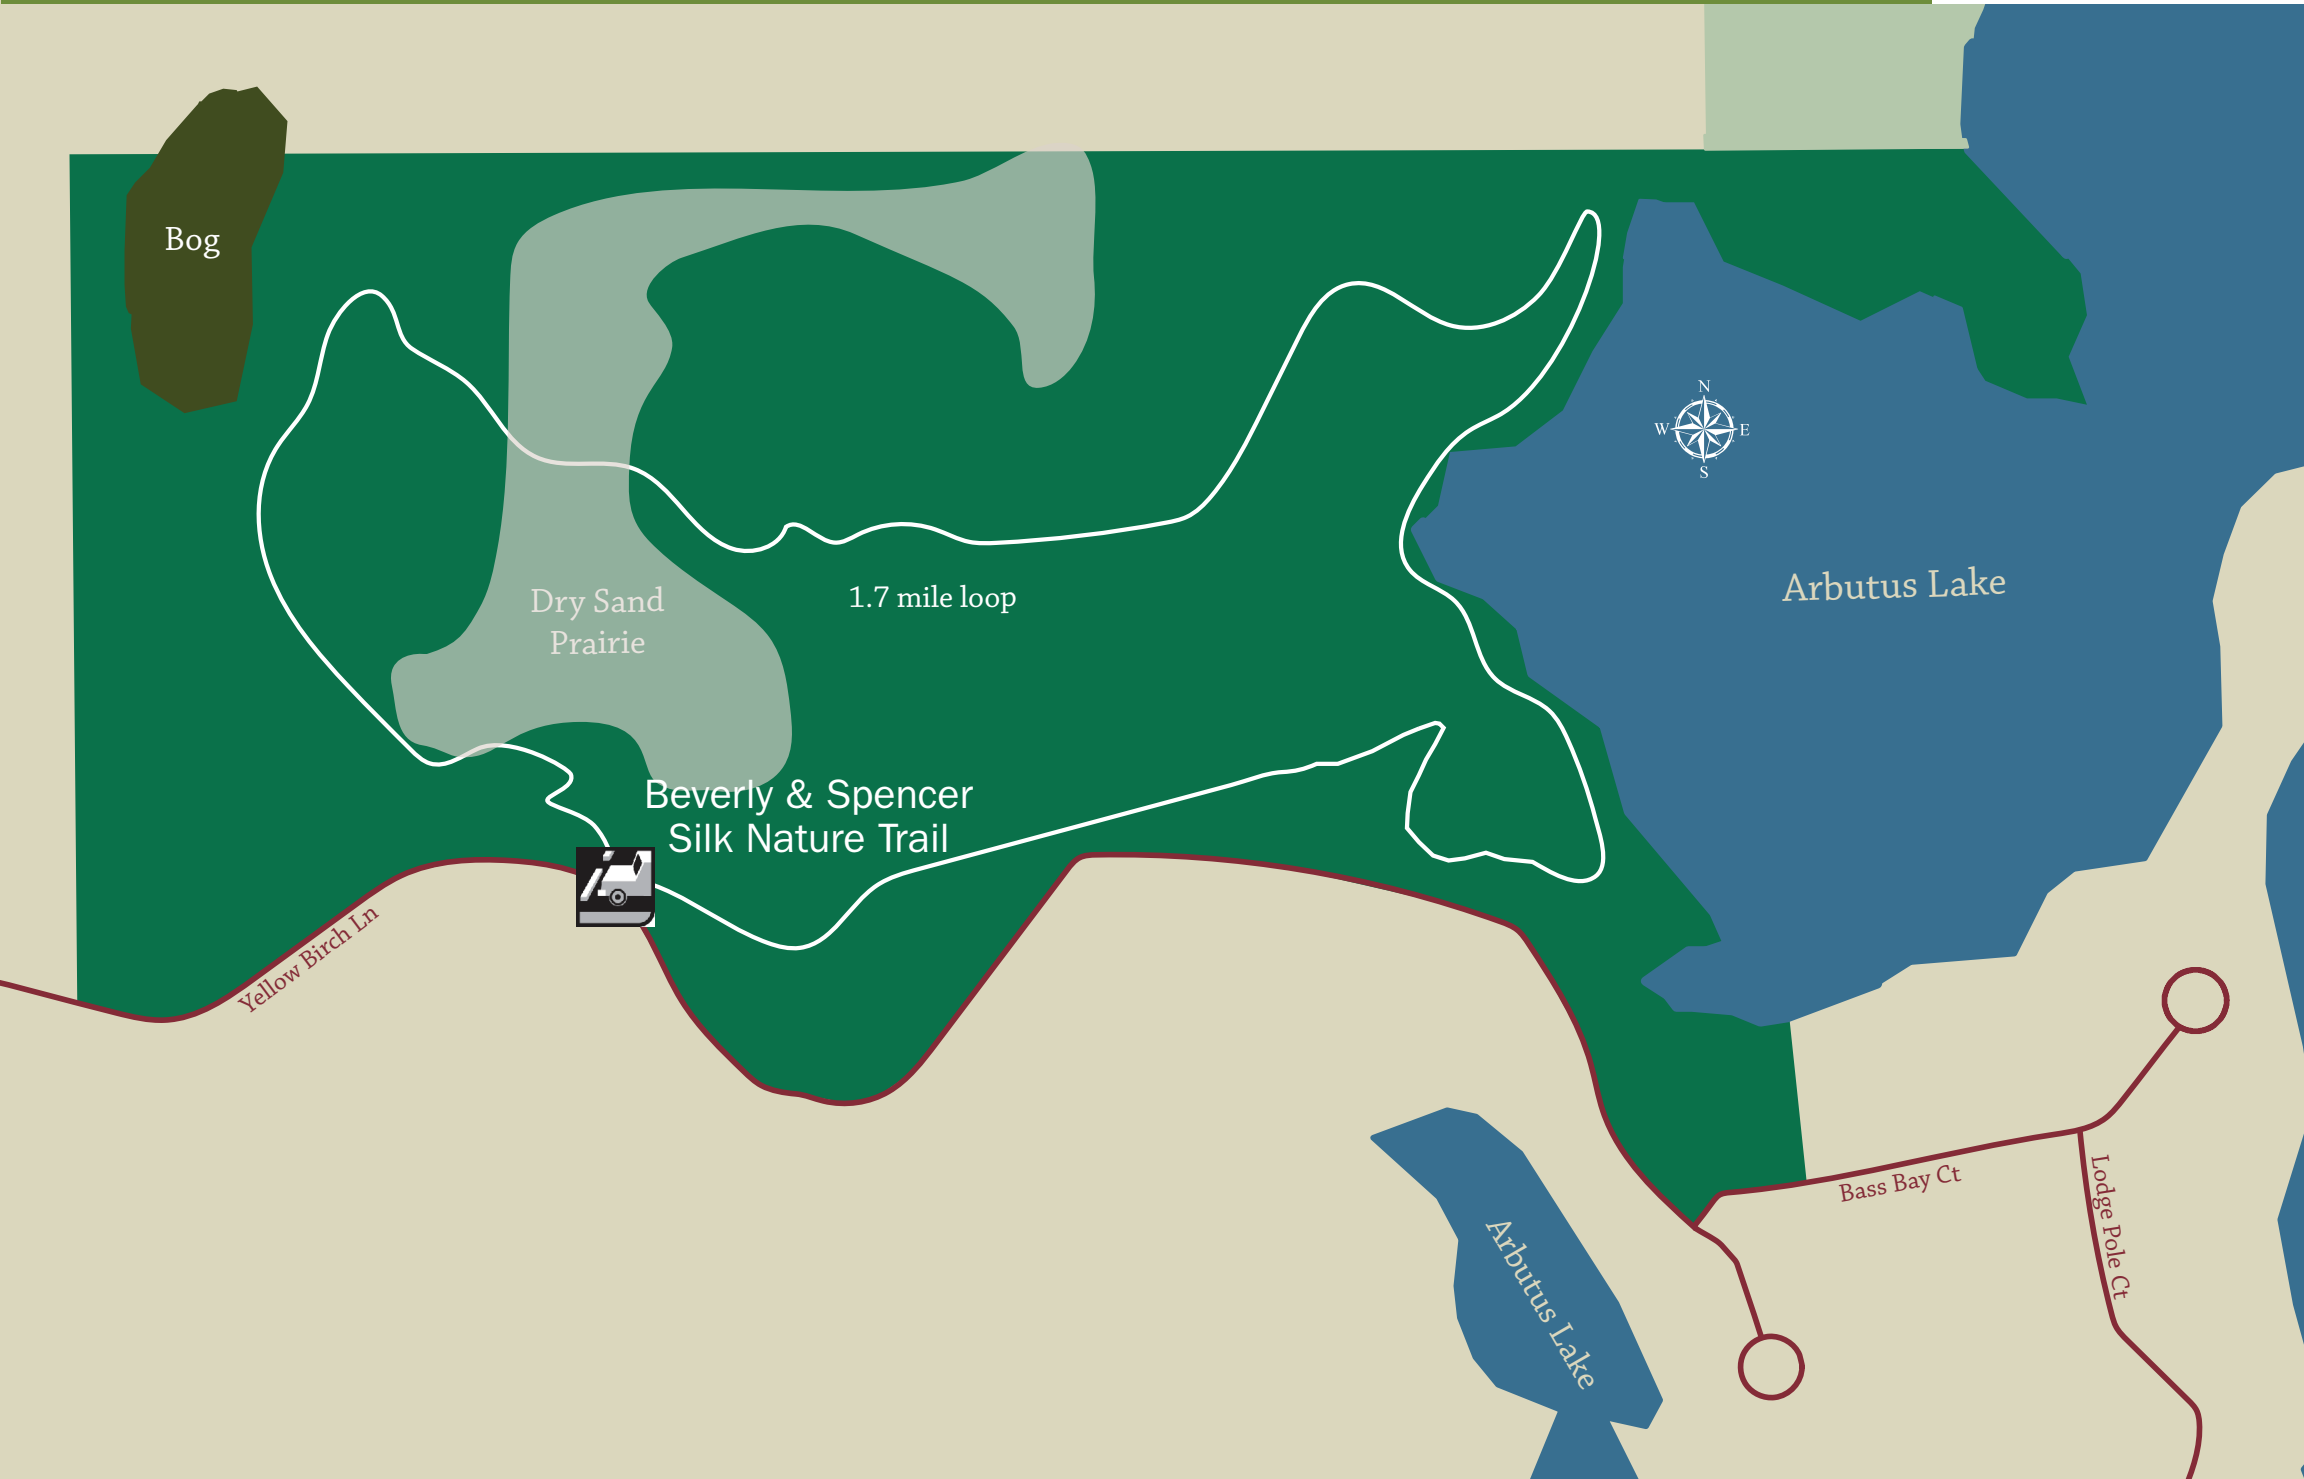 Bog
N
W
E
S
Arbutus Lake
Dry Sand
Prairie
1.7 mile loop
Beverly & Spencer
Silk Nature Trail
Yellow Birch Ln
Bass Bay Ct
Lodge Pole Ct
Arbutus Lake